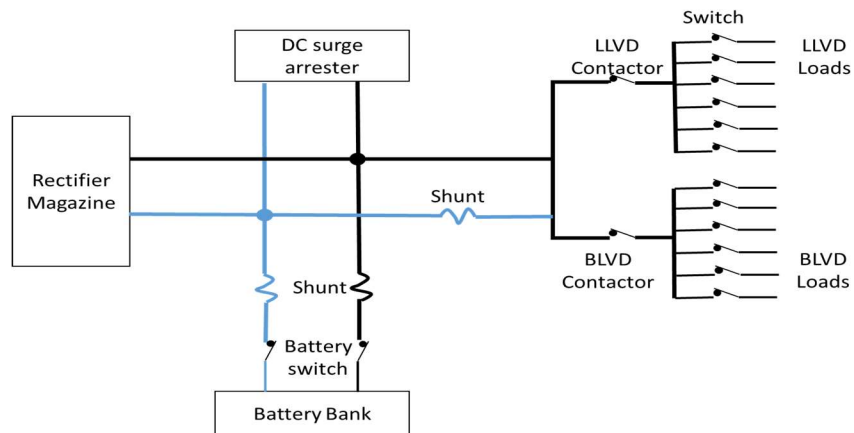 Switch
DC surge
arrester
LLVD
Contactor
LLVD
Loads
Rectifier
Magazine
Shunt
Shunt
BLVD
Contactor
BLVD
Loads
Battery
switch
Battery Bank